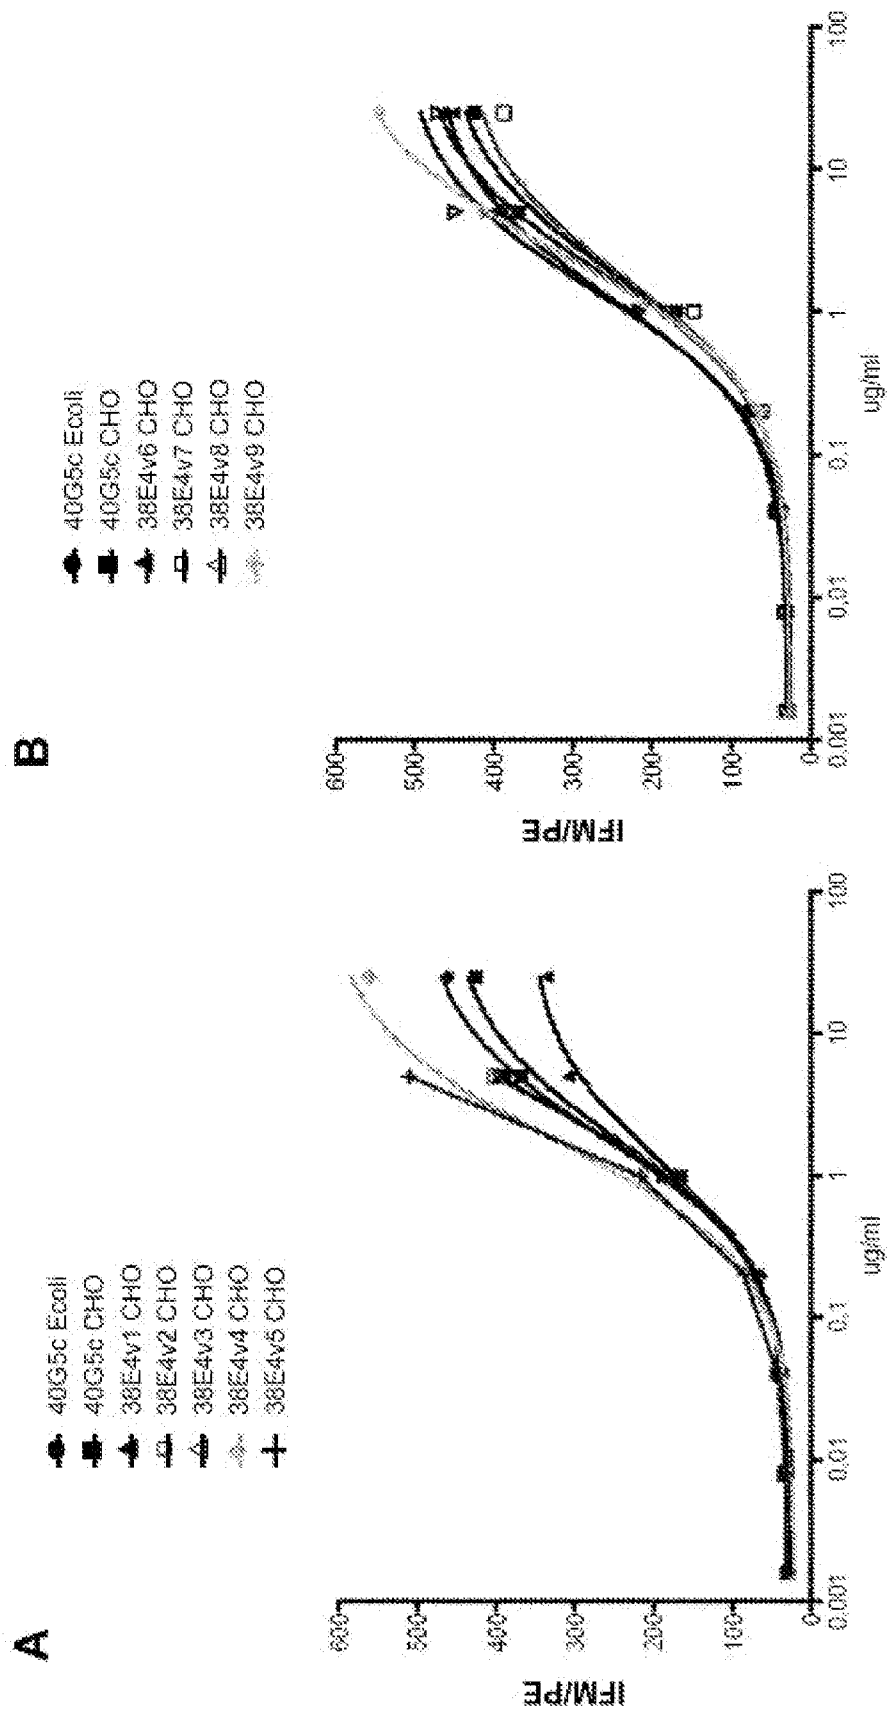 A
40G5c Ecoli
40G5c CHO
38E4v1 CHO
38E4v2 CHO
38E4v3 CHO
38E4v4 CHO
38E4v5 CHO
IFM/PE
600
500
400
300
200
100
0
0.001
0.01
0.1
1
10
100
ug/ml
B
40G5c Ecoli
40G5c CHO
38E4v6 CHO
38E4v7 CHO
38E4v8 CHO
38E4v9 CHO
IFM/PE
600
500
400
300
200
100
0
0.001
0.01
0.1
1
10
100
ug/ml